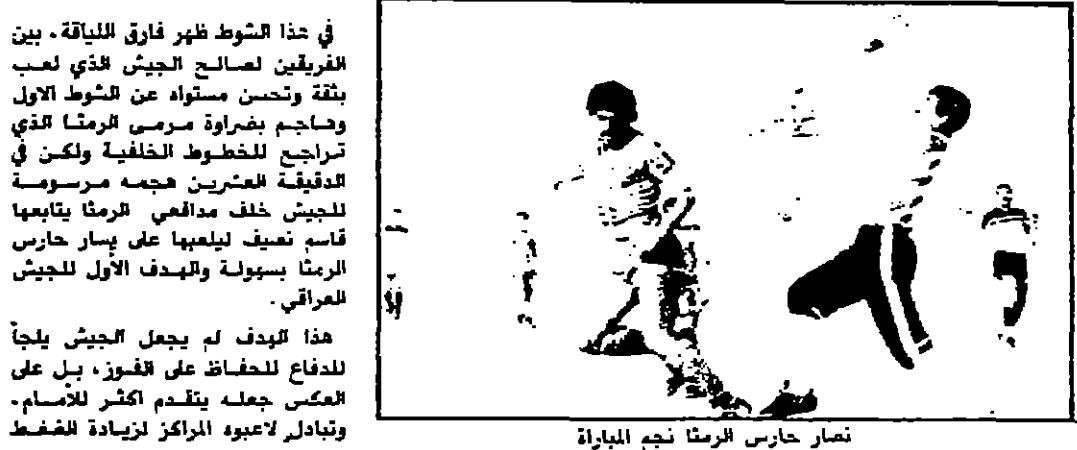 في هذا الشوط ظهر فارق اللياقة ، بين
الفريقين لصالح الجيش الذي لعب
بثقة وتحسن مستواه عن الشوط الاول
وهاجم بضراوة مرمى الرمثا الذي
تراجع للخطوط الخلفية ولكن في
الدقيقة العشرين هجمه مرسومة
للجيش خلف مدافعي الرمثا يتابعها
قاسم نصيف ليلعبها على يسار حارس
الرمثا بسهولة والهدف الأول للجيش
العراقي .
هذا الهدف لم يجعل الجيش يلجأ
للدفاع للحفاظ على الفوز ، بل على
العكس جعله يتقدم اكثر للأمام .
وتبادل لاعبوه المراكز لزيادة الضغط
نصار حارس الرمثا نجم المباراة